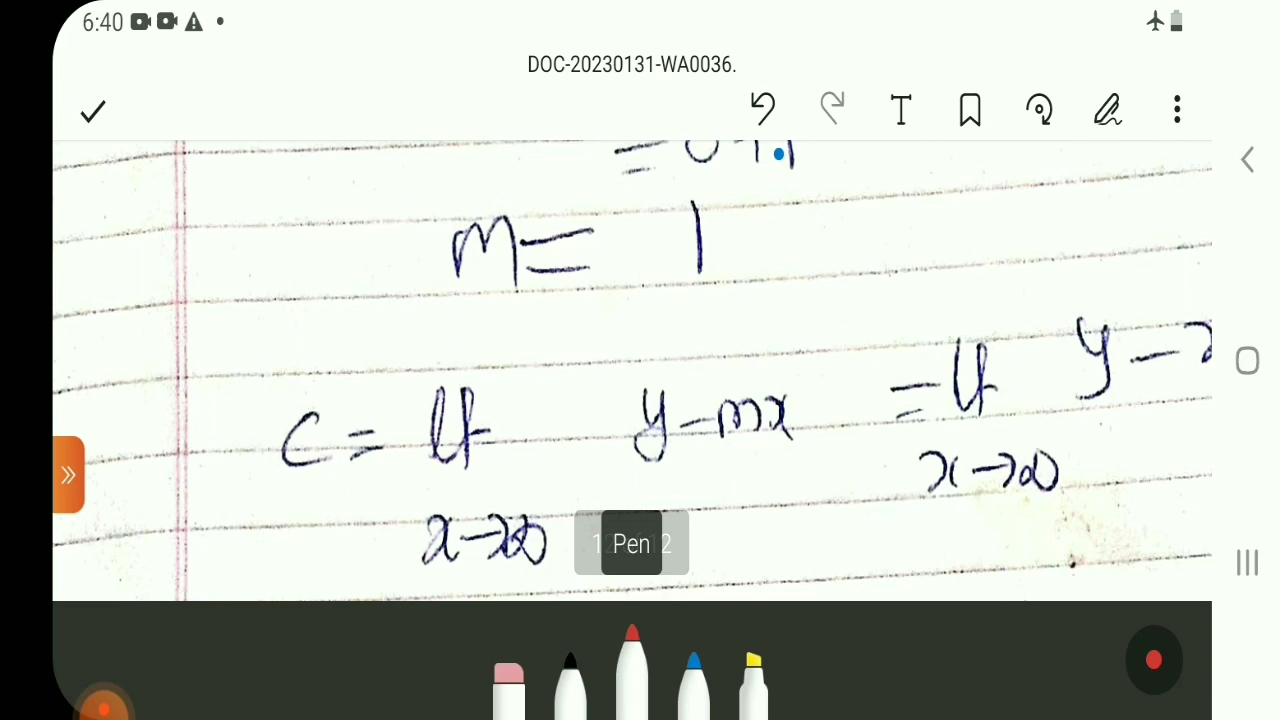 6:40
DOC-20230131-WA0036.
T
m = 1
C = lt y-mx = lt y-x
x→∞ x→∞
Pen